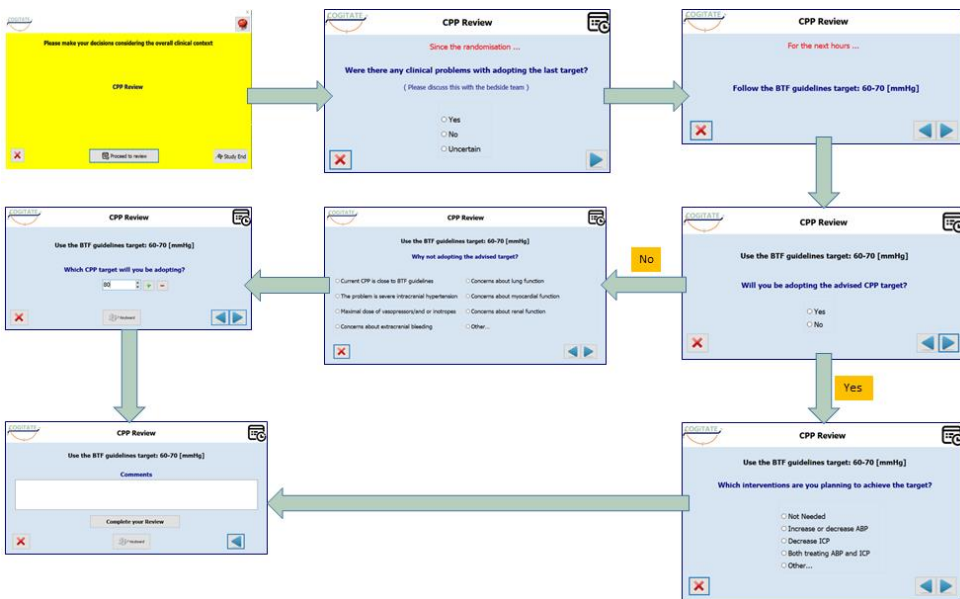 COGITATE
Please make your decisions considering the overall clinical context
CPP Review
Proceed to review
Study End
COGITATE
CPP Review
Since the randomisation ...
Were there any clinical problems with adopting the last target?
( Please discuss this with the bedside team )
Yes
No
Uncertain
COGITATE
CPP Review
For the next hours ...
Follow the BTF guidelines target: 60-70 [mmHg]
COGITATE
CPP Review
Use the BTF guidelines target: 60-70 [mmHg]
Will you be adopting the advised CPP target?
Yes
No
No
COGITATE
CPP Review
Use the BTF guidelines target: 60-70 [mmHg]
Why not adopting the advised target?
Current CPP is close to BTF guidelines
Concerns about lung function
The problem is severe intracranial hypertension
Concerns about myocardial function
Maximal dose of vesopressors/and or inotropes
Concerns about renal function
Concerns about extracranial bleeding
Other...
COGITATE
CPP Review
Use the BTF guidelines target: 60-70 [mmHg]
Which CPP target will you be adopting?
80
Keyboard
Yes
COGITATE
CPP Review
Use the BTF guidelines target: 60-70 [mmHg]
Which interventions are you planning to achieve the target?
Not Needed
Increase or decrease ABP
Decrease ICP
Both treating ABP and ICP
Other...
COGITATE
CPP Review
Use the BTF guidelines target: 60-70 [mmHg]
Comments
Complete your Review
Keyboard